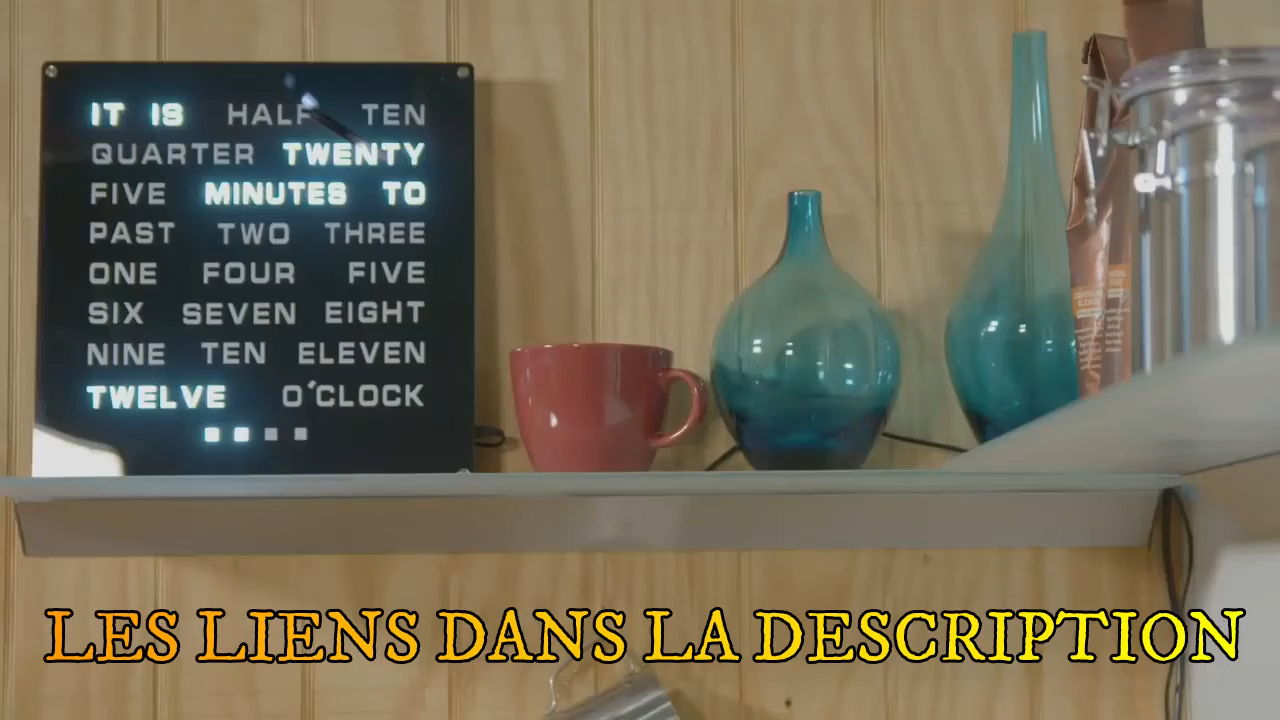 IT IS HALF TEN
QUARTER TWENTY
FIVE MINUTES TO
PAST TWO THREE
ONE FOUR FIVE
SIX SEVEN EIGHT
NINE TEN ELEVEN
TWELVE O'CLOCK
LES LIENS DANS LA DESCRIPTION